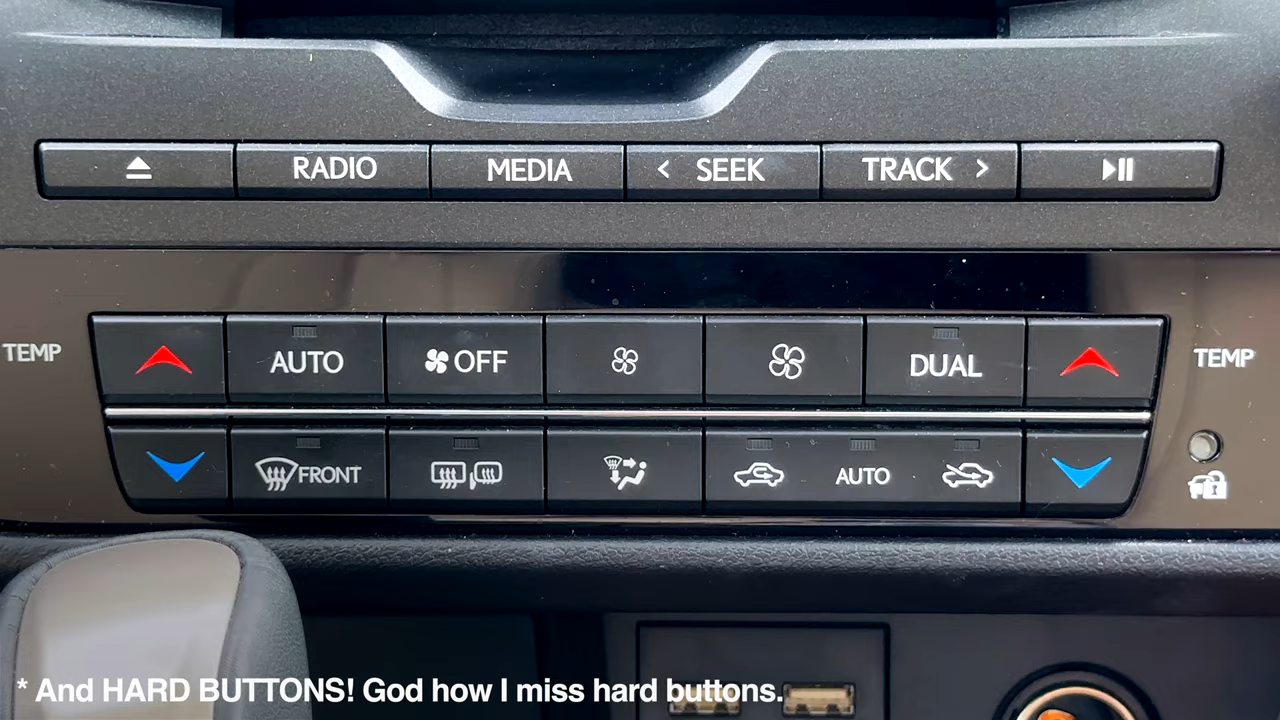 RADIO MEDIA < SEEK TRACK >
TEMP AUTO OFF DUAL TEMP
FRONT AUTO
* And HARD BUTTONS! God how I miss hard buttons.